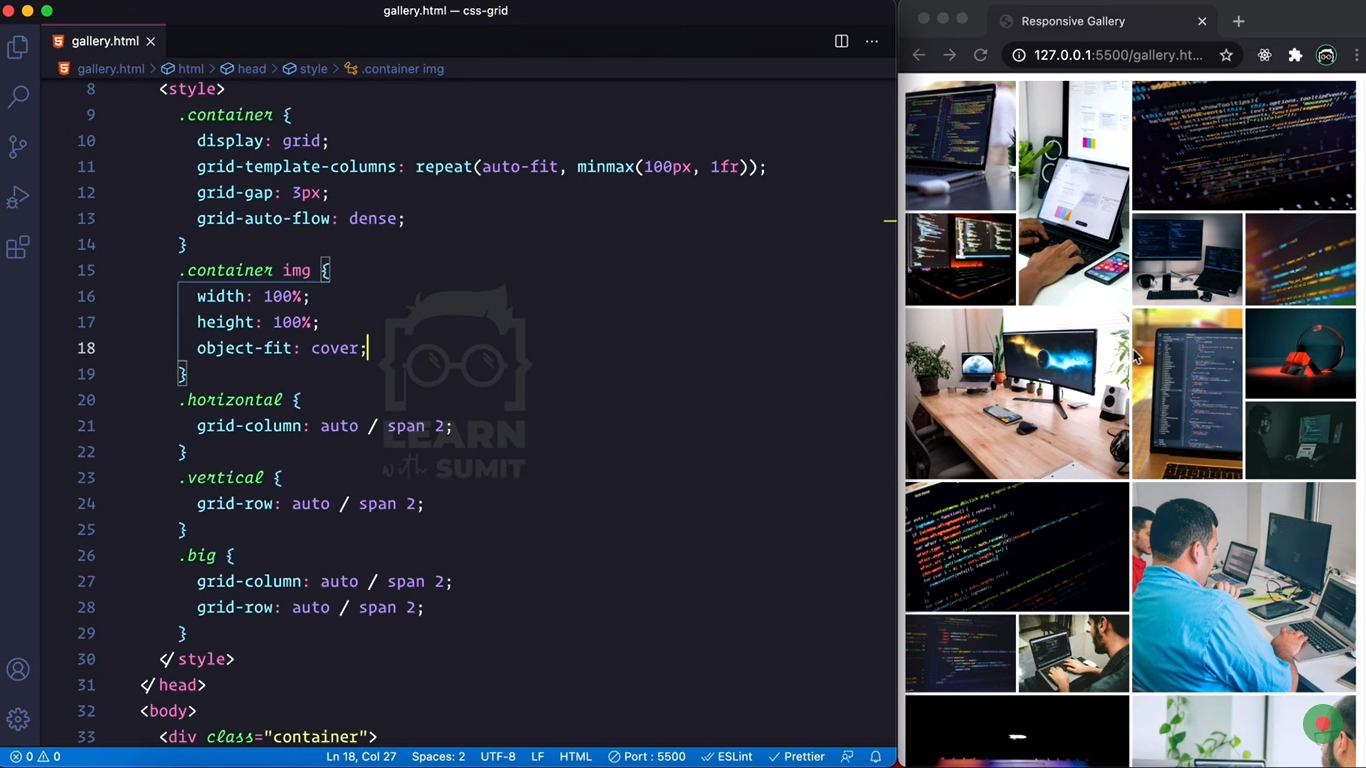 gallery.html — css-grid
gallery.html
gallery.html > html > head > style > .container img
8 <style>
9 .container {
10 display: grid;
11 grid-template-columns: repeat(auto-fit, minmax(100px, 1fr));
12 grid-gap: 3px;
13 grid-auto-flow: dense;
14 }
15 .container img {
16 width: 100%;
17 height: 100%;
18 object-fit: cover;
19 }
20 .horizontal {
21 grid-column: auto / span 2;
22 }
23 .vertical {
24 grid-row: auto / span 2;
25 }
26 .big {
27 grid-column: auto / span 2;
28 grid-row: auto / span 2;
29 }
30 </style>
31 </head>
32 <body>
33 <div class="container">
LEARN
with SUMIT
0 0 Ln 18, Col 27 Spaces: 2 UTF-8 LF HTML Port : 5500 ESLint Prettier
Responsive Gallery
127.0.0.1:5500/gallery.ht...